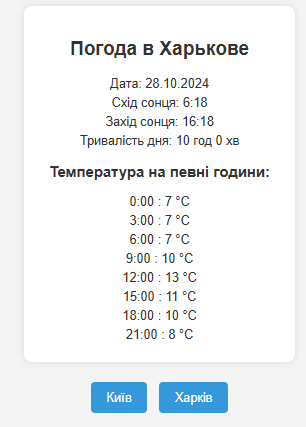 Погода в Харькове
Дата: 28.10.2024
Схід сонця: 6:18
Захід сонця: 16:18
Тривалість дня: 10 год 0 хв
Температура на певні години:
0:00 : 7 °C
3:00 : 7 °C
6:00 : 7 °C
9:00 : 10 °C
12:00 : 13 °C
15:00 : 11 °C
18:00 : 10 °C
21:00 : 8 °C
Київ
Харків